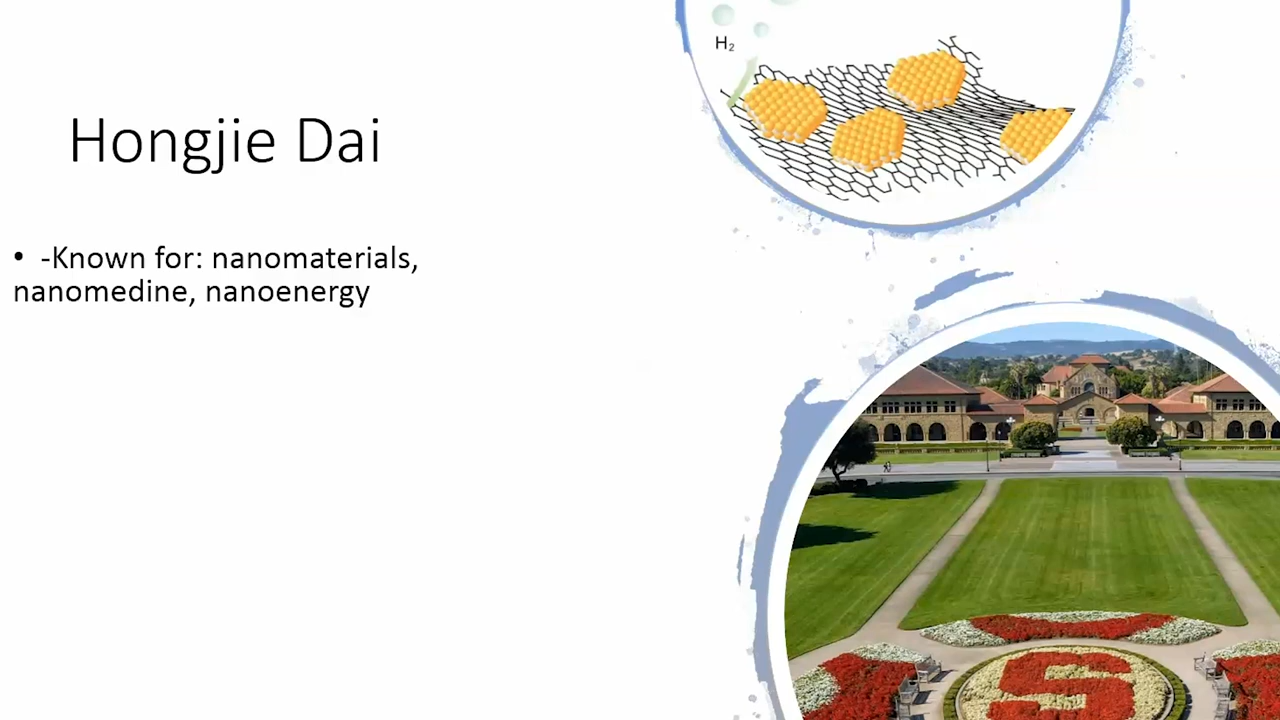 Hongjie Dai
• -Known for: nanomaterials,
nanomedine, nanoenergy
H₂
S